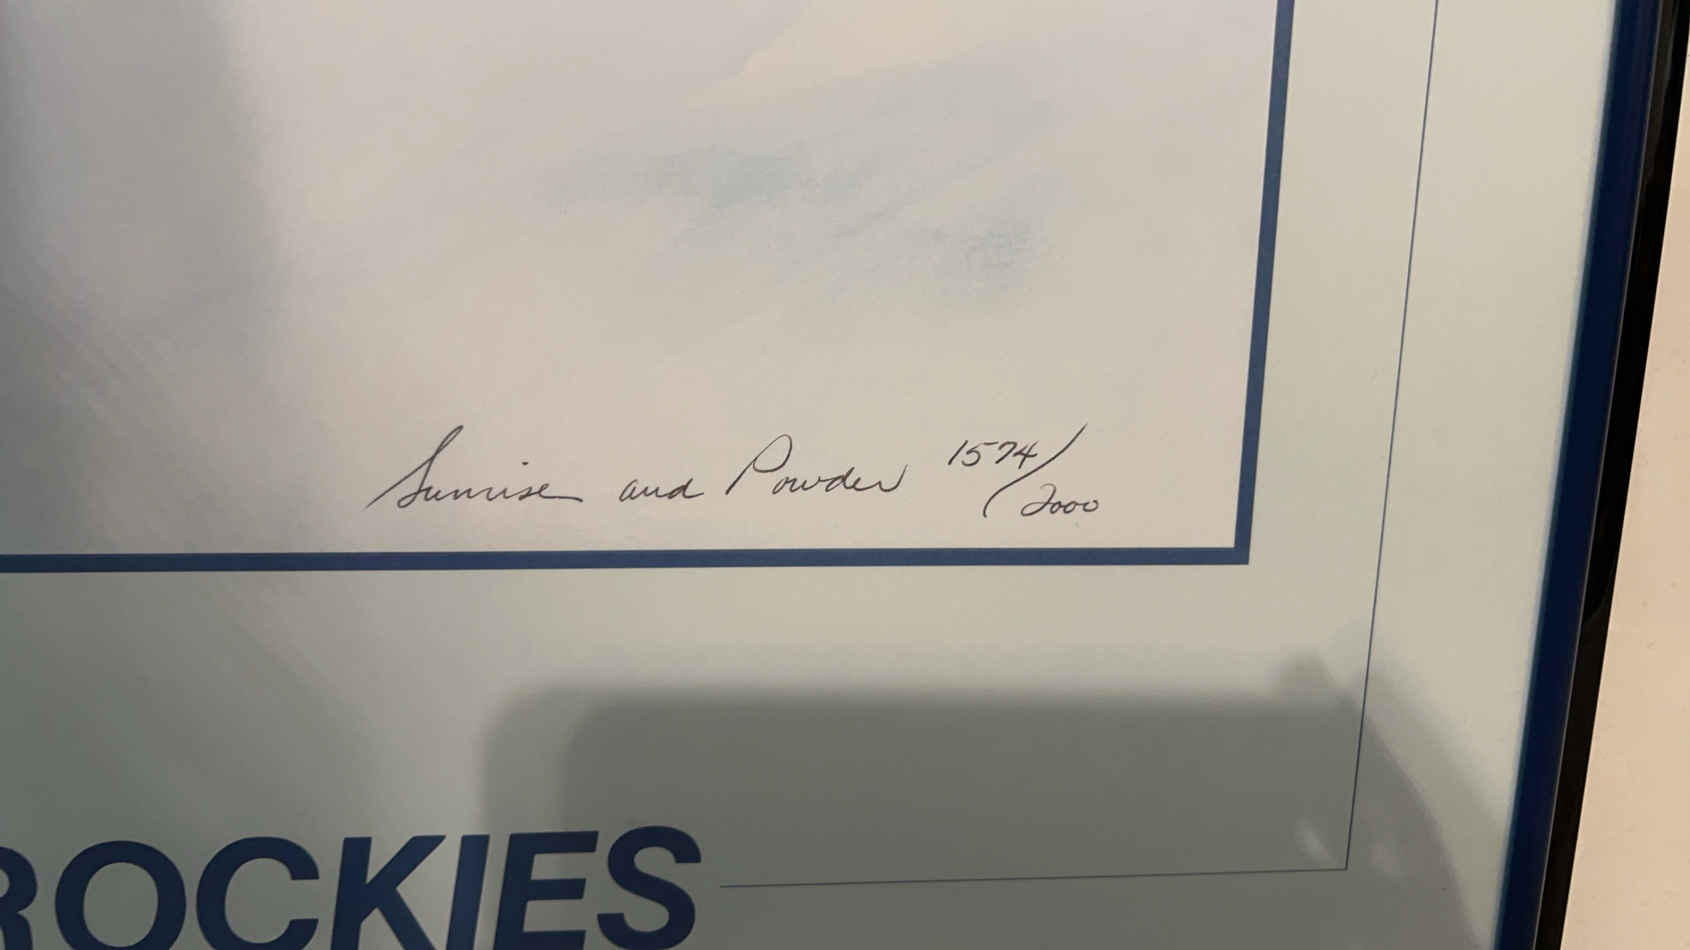 Sunrise and Powder 1574/2000
ROCKIES